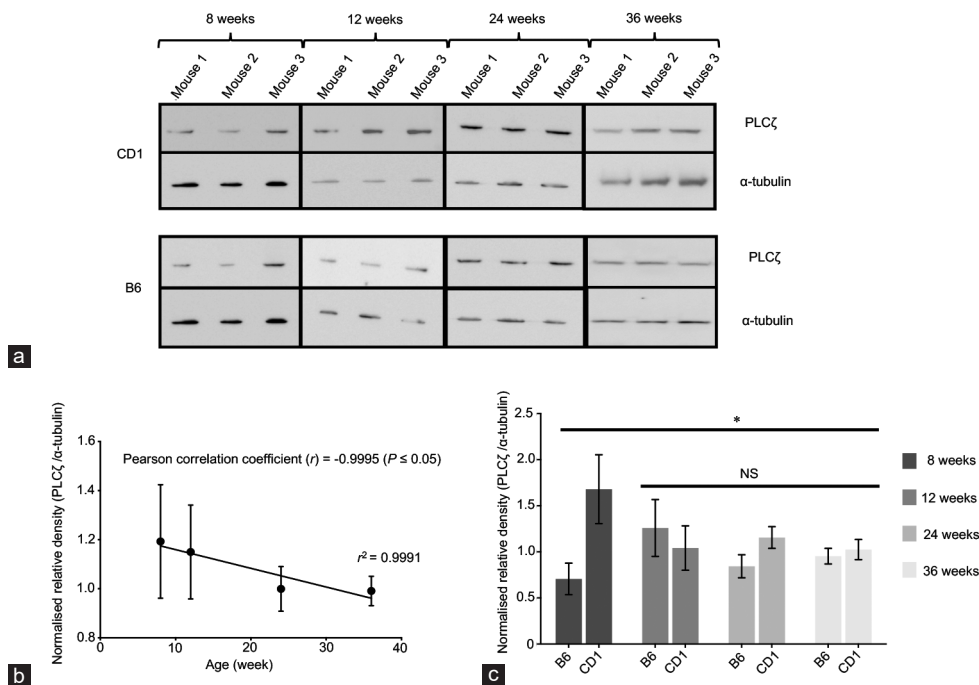 a
8 weeks 12 weeks 24 weeks 36 weeks
Mouse 1 Mouse 2 Mouse 3 Mouse 1 Mouse 2 Mouse 3 Mouse 1 Mouse 2 Mouse 3 Mouse 1 Mouse 2 Mouse 3
CD1
PLCζ
α-tubulin
B6
PLCζ
α-tubulin
b
Normalised relative density (PLCζ /α-tubulin)
1.6
1.4
1.2
1.0
0.8
0 10 20 30 40
Age (week)
Pearson correlation coefficient (r) = -0.9995 (P ≤ 0.05)
r² = 0.9991
c
Normalised relative density (PLCζ /α-tubulin)
2.5
2.0
1.5
1.0
0.5
0
*
NS
B6 CD1 B6 CD1 B6 CD1 B6 CD1
8 weeks
12 weeks
24 weeks
36 weeks